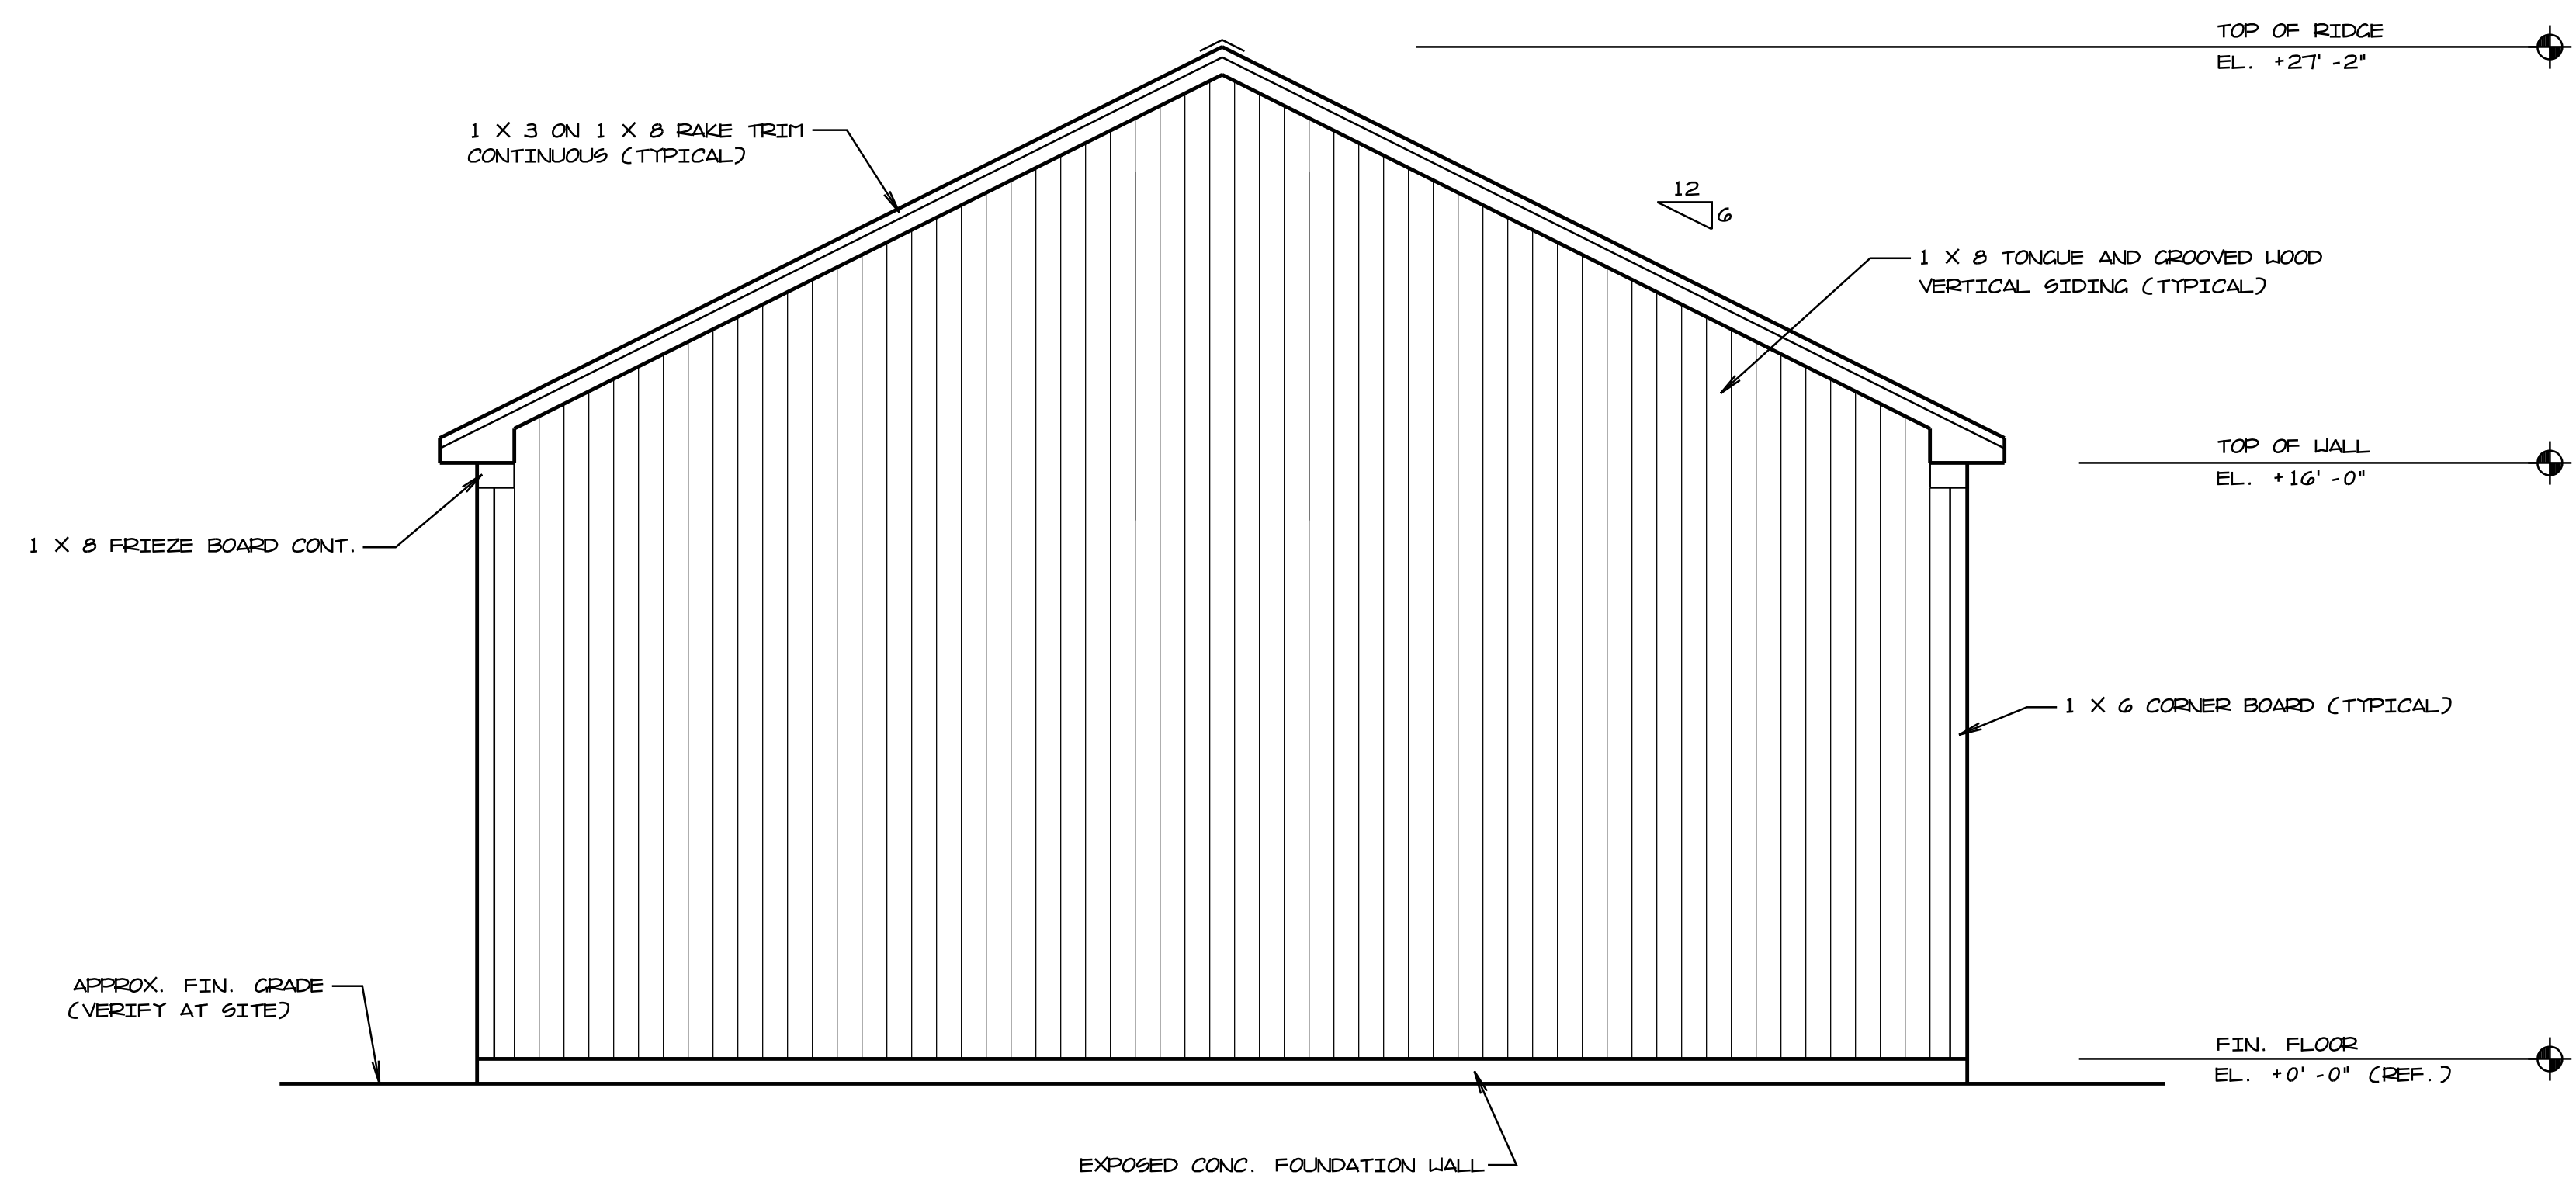 TOP OF RIDGE
EL. +27'-2"
1 X 3 ON 1 X 8 RAKE TRIM
CONTINUOUS (TYPICAL)
12
6
1 X 8 TONGUE AND GROOVED WOOD
VERTICAL SIDING (TYPICAL)
TOP OF WALL
EL. +16'-0"
1 X 8 FRIEZE BOARD CONT.
1 X 6 CORNER BOARD (TYPICAL)
APPROX. FIN. GRADE
(VERIFY AT SITE)
FIN. FLOOR
EL. +0'-0" (REF.)
EXPOSED CONC. FOUNDATION WALL